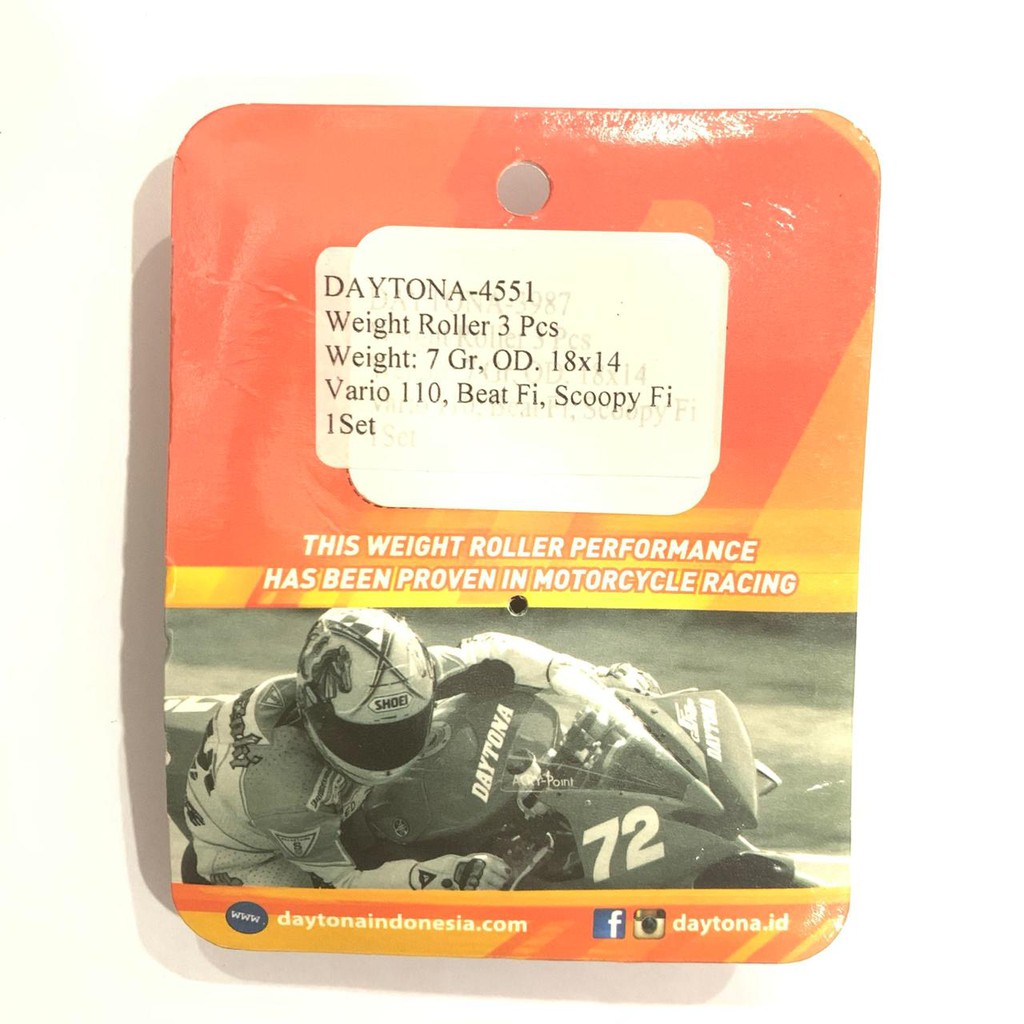 DAYTONA-4551
Weight Roller 3 Pcs
Weight: 7 Gr, OD. 18x14
Vario 110, Beat Fi, Scoopy Fi
1Set
THIS WEIGHT ROLLER PERFORMANCE
HAS BEEN PROVEN IN MOTORCYCLE RACING
SHOEI
DAYTONA
DAYTONA
72
www.
daytonaindonesia.com
daytona.id